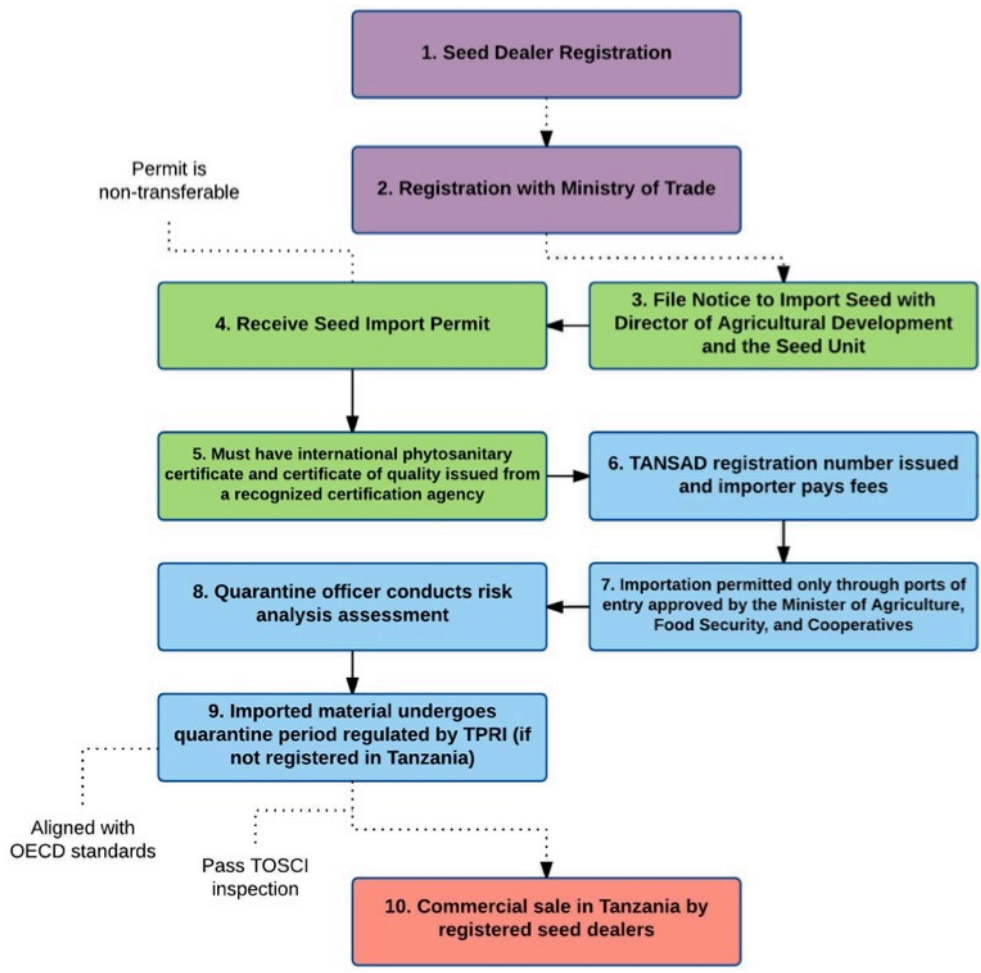 1. Seed Dealer Registration
2. Registration with Ministry of Trade
Permit is
non-transferable
3. File Notice to Import Seed with
Director of Agricultural Development
and the Seed Unit
4. Receive Seed Import Permit
5. Must have international phytosanitary
certificate and certificate of quality issued from
a recognized certification agency
6. TANSAD registration number issued
and importer pays fees
7. Importation permitted only through ports of
entry approved by the Minister of Agriculture,
Food Security, and Cooperatives
8. Quarantine officer conducts risk
analysis assessment
9. Imported material undergoes
quarantine period regulated by TPRI (if
not registered in Tanzania)
Aligned with
OECD standards
Pass TOSCI
inspection
10. Commercial sale in Tanzania by
registered seed dealers